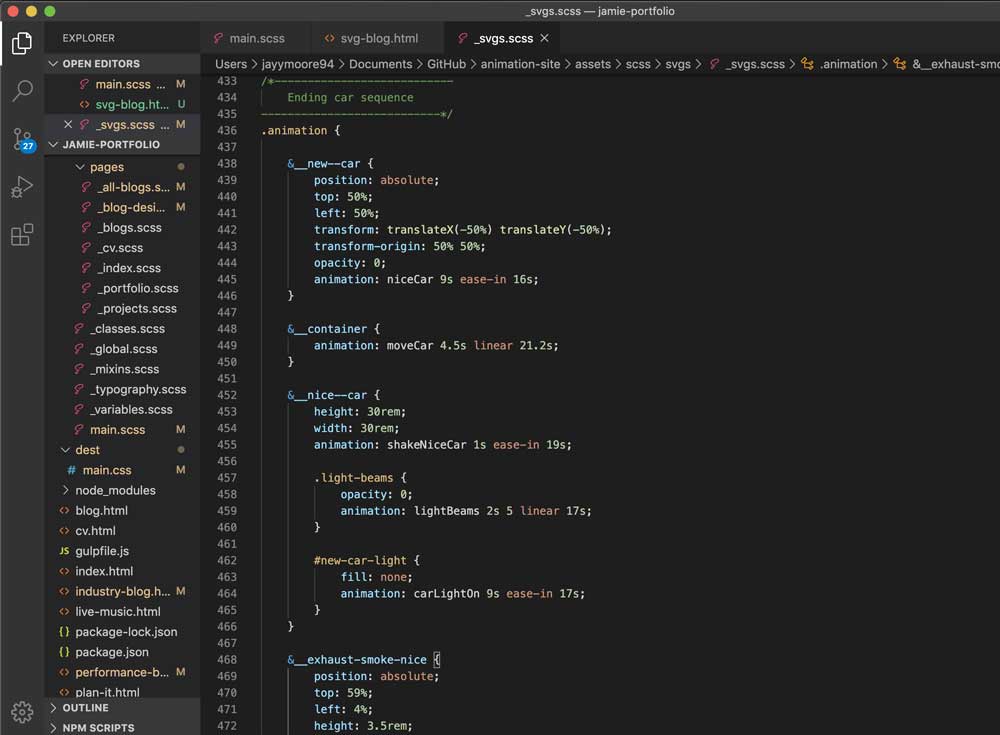 _svgs.scss — jamie-portfolio
EXPLORER
main.scss
svg-blog.html
_svgs.scss
OPEN EDITORS
Users > jayymoore94 > Documents > GitHub > animation-site > assets > scss > svgs > _svgs.scss > .animation > &__exhaust-smo
main.scss ... M
svg-blog.ht... U
_svgs.scss ... M
27
JAMIE-PORTFOLIO
pages
_all-blogs.s... M
_blog-desi... M
_blogs.scss
_cv.scss
_index.scss
_portfolio.scss
_projects.scss
_classes.scss
_global.scss
_mixins.scss
_typography.scss
_variables.scss
main.scss M
dest
# main.css M
node_modules
<> blog.html
<> cv.html
JS gulpfile.js
<> index.html
<> industry-blog.h... M
<> live-music.html
{} package-lock.json
{} package.json
<> performance-b... M
<> plan-it.html
OUTLINE
NPM SCRIPTS
433 /*---------------------------
434 Ending car sequence
435 ---------------------------*/
436 .animation {
437
438 &__new--car {
439 position: absolute;
440 top: 50%;
441 left: 50%;
442 transform: translateX(-50%) translateY(-50%);
443 transform-origin: 50% 50%;
444 opacity: 0;
445 animation: niceCar 9s ease-in 16s;
446 }
447
448 &__container {
449 animation: moveCar 4.5s linear 21.2s;
450 }
451
452 &__nice--car {
453 height: 30rem;
454 width: 30rem;
455 animation: shakeNiceCar 1s ease-in 19s;
456
457 .light-beams {
458 opacity: 0;
459 animation: lightBeams 2s 5 linear 17s;
460 }
461
462 #new-car-light {
463 fill: none;
464 animation: carLightOn 9s ease-in 17s;
465 }
466 }
467
468 &__exhaust-smoke-nice {
469 position: absolute;
470 top: 59%;
471 left: 4%;
472 height: 3.5rem;